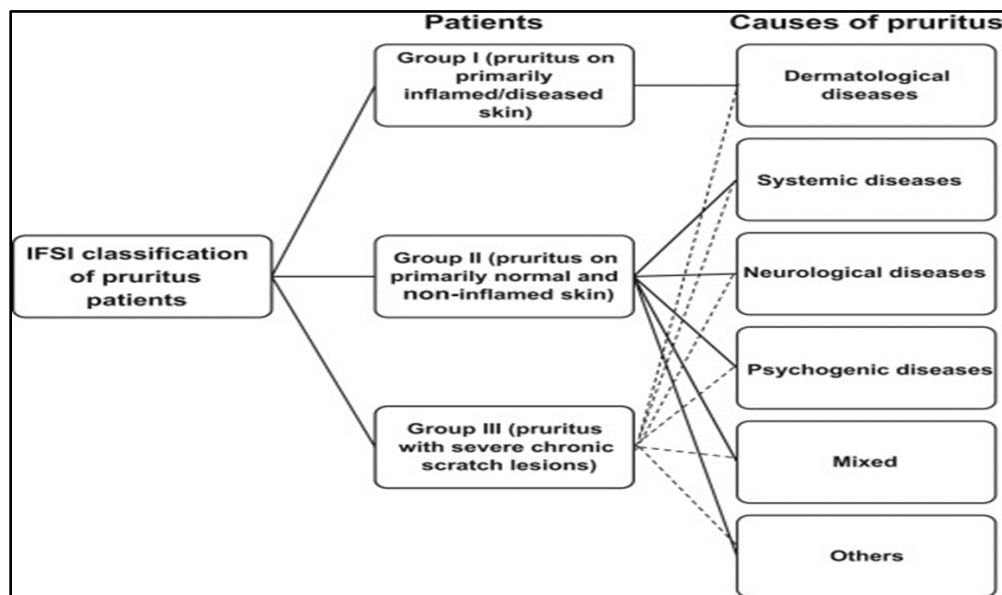 Patients
Causes of pruritus
Group I (pruritus on
primarily
inflamed/diseased
skin)
Dermatological
diseases
Systemic diseases
IFSI classification
of pruritus
patients
Group II (pruritus on
primarily normal and
non-inflamed skin)
Neurological diseases
Psychogenic diseases
Group III (pruritus
with severe chronic
scratch lesions)
Mixed
Others